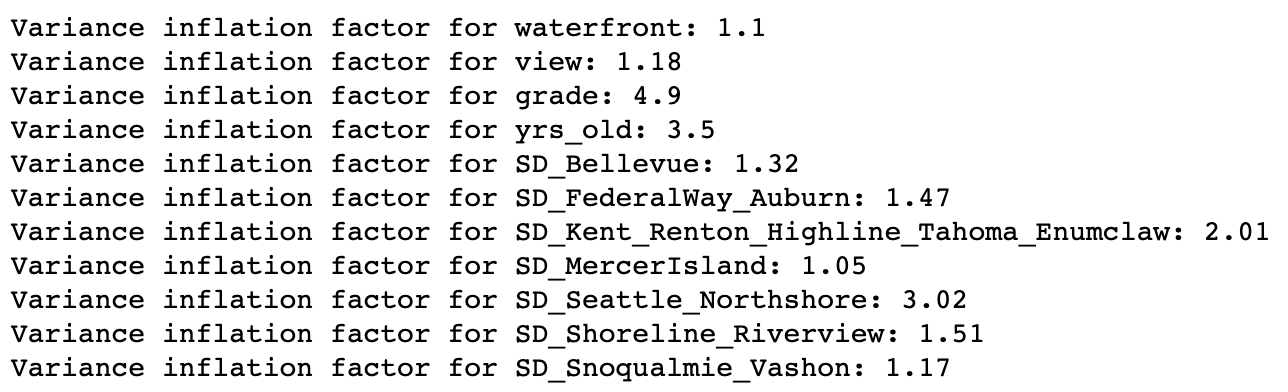 Variance inflation factor for waterfront: 1.1
Variance inflation factor for view: 1.18
Variance inflation factor for grade: 4.9
Variance inflation factor for yrs_old: 3.5
Variance inflation factor for SD_Bellevue: 1.32
Variance inflation factor for SD_FederalWay_Auburn: 1.47
Variance inflation factor for SD_Kent_Renton_Highline_Tahoma_Enumclaw: 2.01
Variance inflation factor for SD_MercerIsland: 1.05
Variance inflation factor for SD_Seattle_Northshore: 3.02
Variance inflation factor for SD_Shoreline_Riverview: 1.51
Variance inflation factor for SD_Snoqualmie_Vashon: 1.17